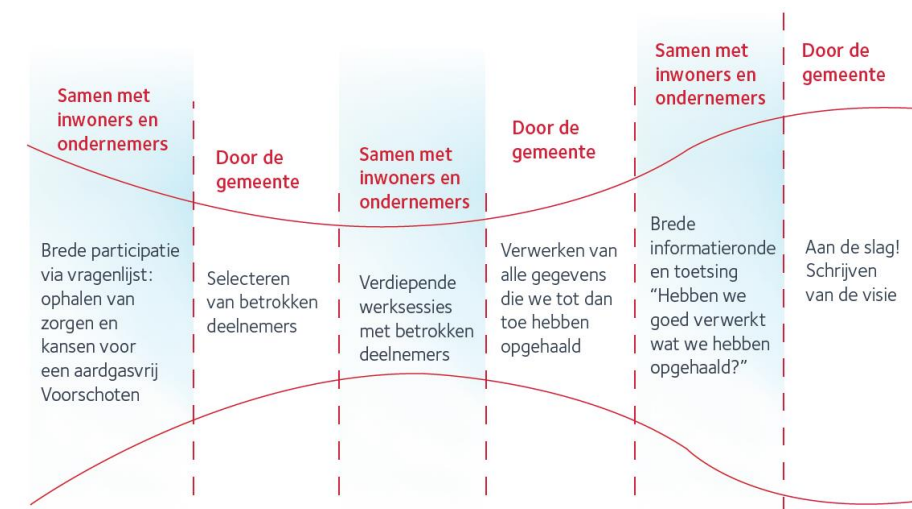 Samen met
inwoners en
ondernemers
Brede participatie
via vragenlijst:
ophalen van
zorgen en
kansen voor
een aardgasvrij
Voorschoten
Door de
gemeente
Selecteren
van betrokken
deelnemers
Samen met
inwoners en
ondernemers
Verdiepende
werksessies
met betrokken
deelnemers
Door de
gemeente
Verwerken van
alle gegevens
die we tot dan
toe hebben
opgehaald
Samen met
inwoners en
ondernemers
Brede
informatieronde
en toetsing
“Hebben we
goed verwerkt
wat we hebben
opgehaald?”
Door de
gemeente
Aan de slag!
Schrijven
van de visie